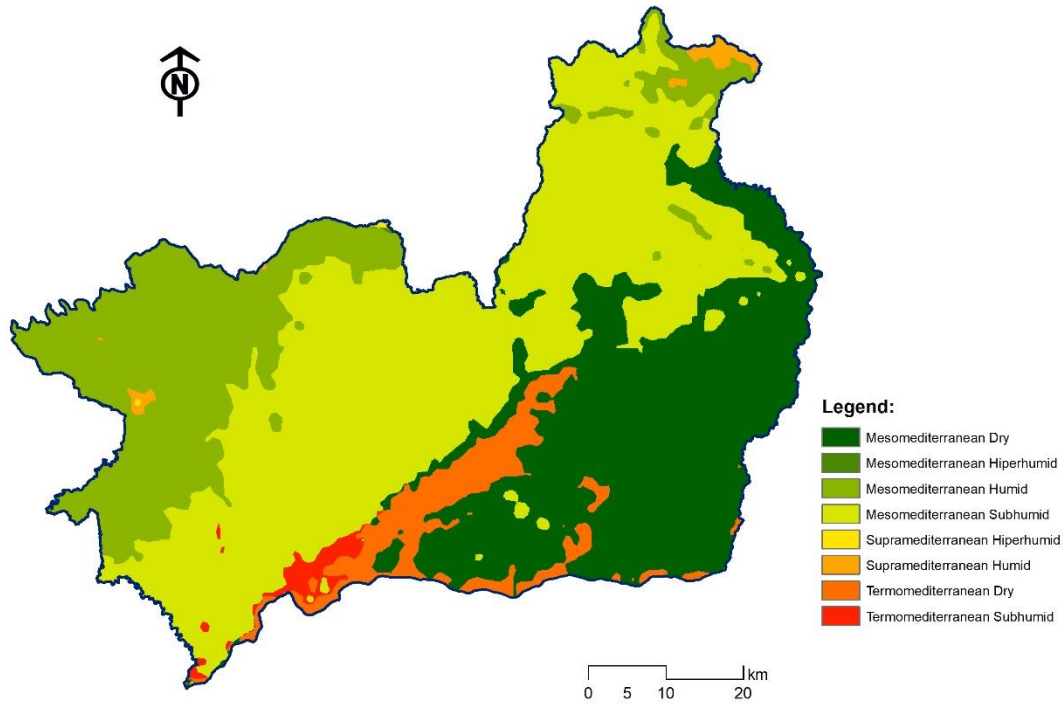 N
Legend:
Mesomediterranean Dry
Mesomediterranean Hiperhumid
Mesomediterranean Humid
Mesomediterranean Subhumid
Supramediterranean Hiperhumid
Supramediterranean Humid
Termomediterranean Dry
Termomediterranean Subhumid
km
0 5 10 20